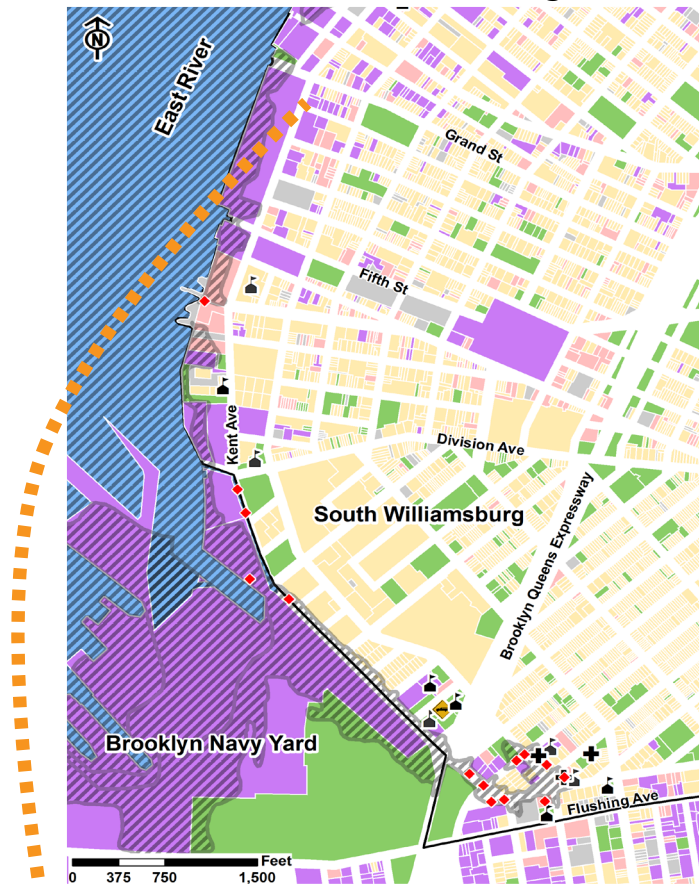 N
East River
Grand St
Fifth St
Kent Ave
Division Ave
South Williamsburg
Brooklyn Queens Expressway
Brooklyn Navy Yard
Flushing Ave
Feet
0 375 750 1,500